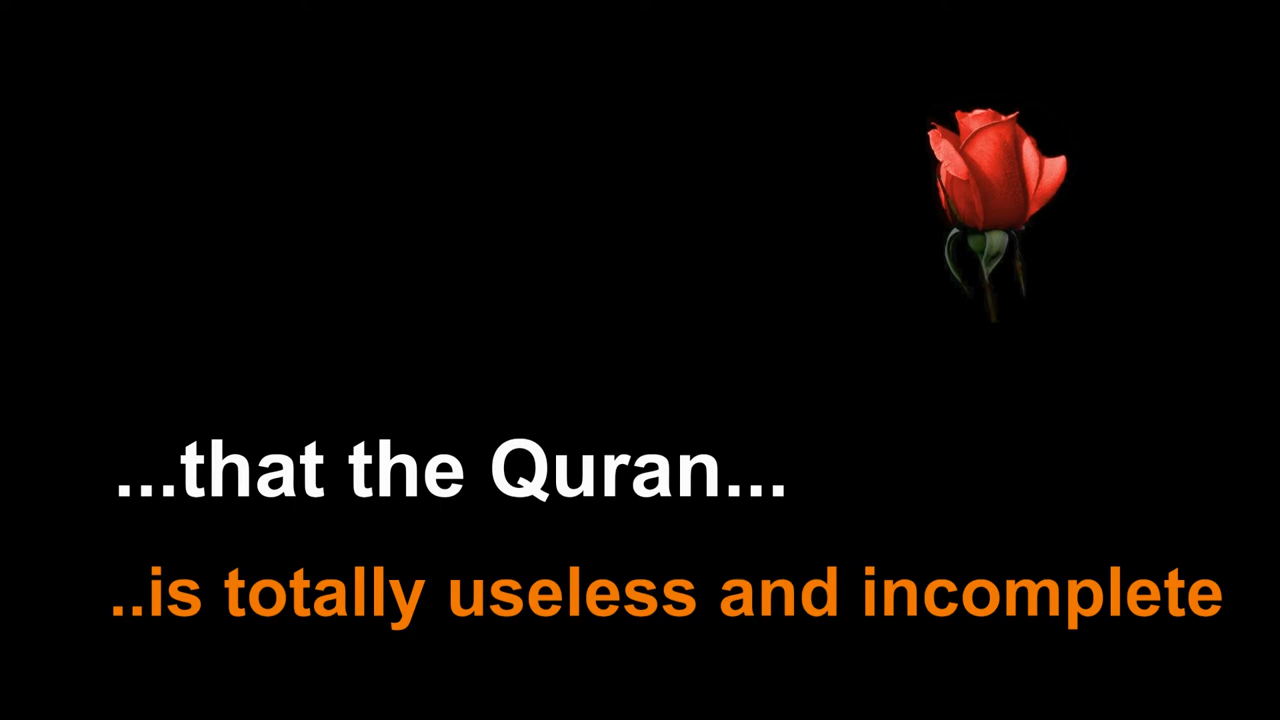 ...that the Quran...
..is totally useless and incomplete